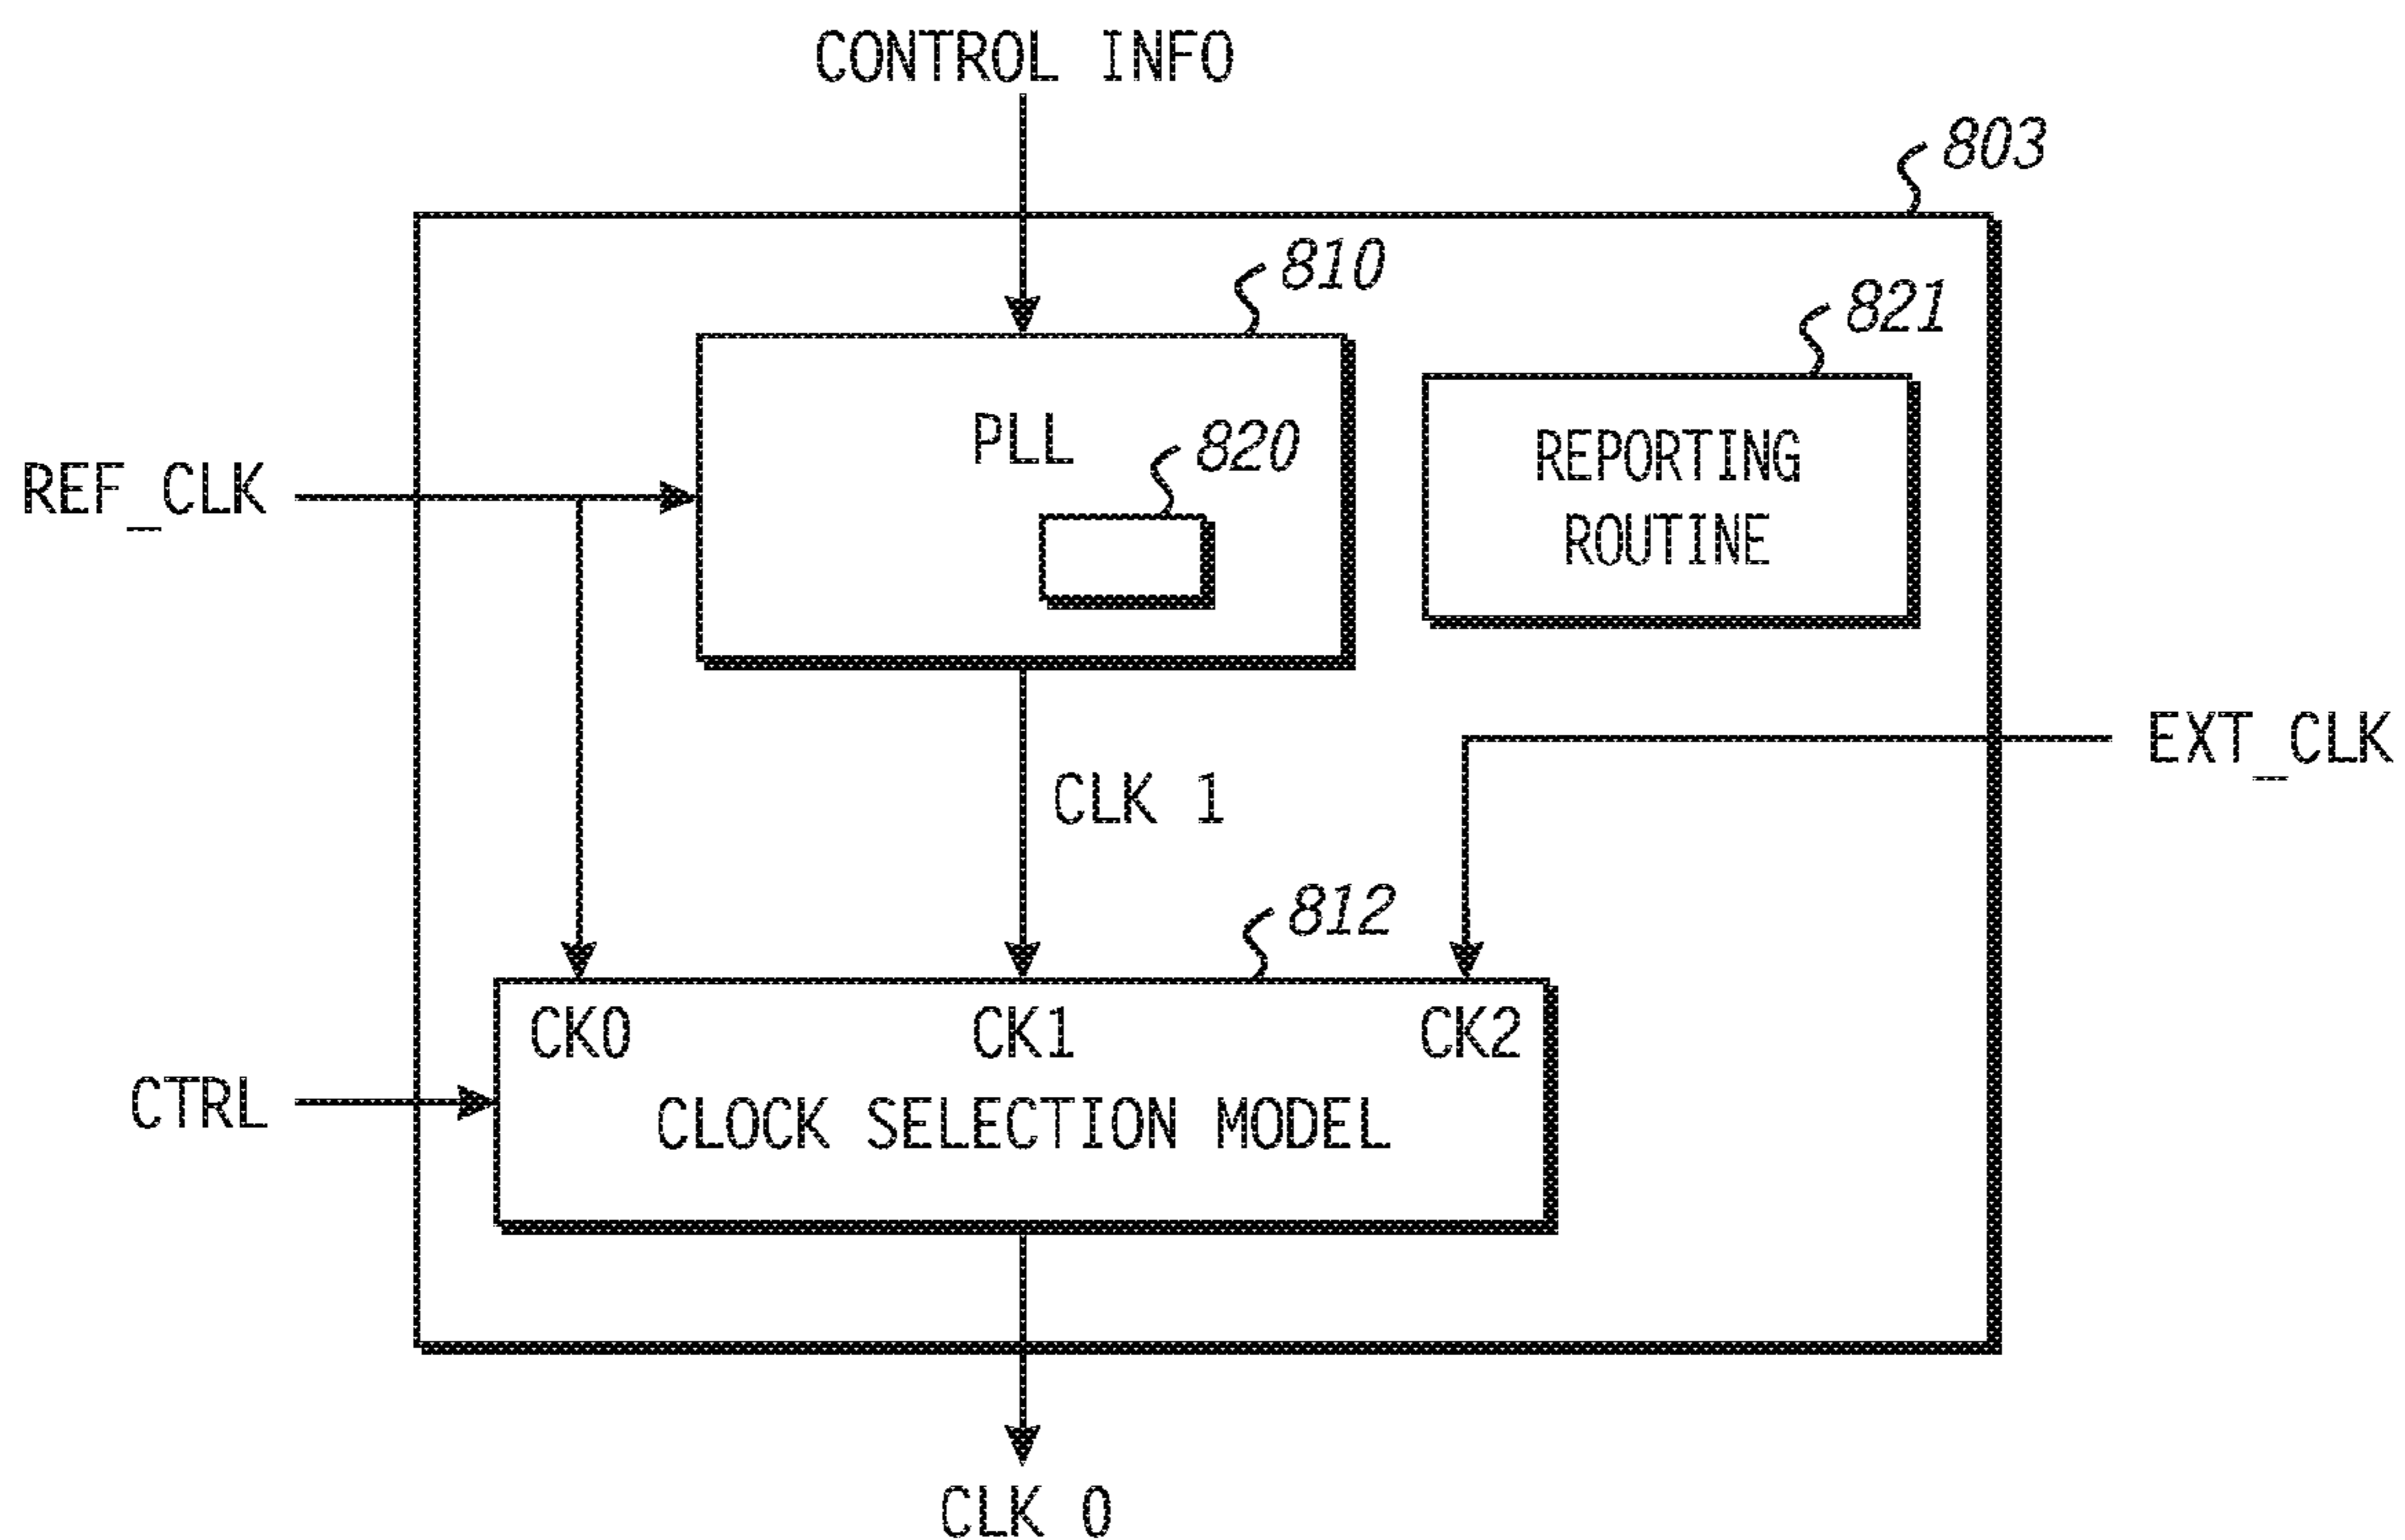 CONTROL INFO
803
810
821
PLL
820
REPORTING
ROUTINE
REF_CLK
EXT_CLK
CLK 1
812
CK0 CK1 CK2
CTRL
CLOCK SELECTION MODEL
CLK 0